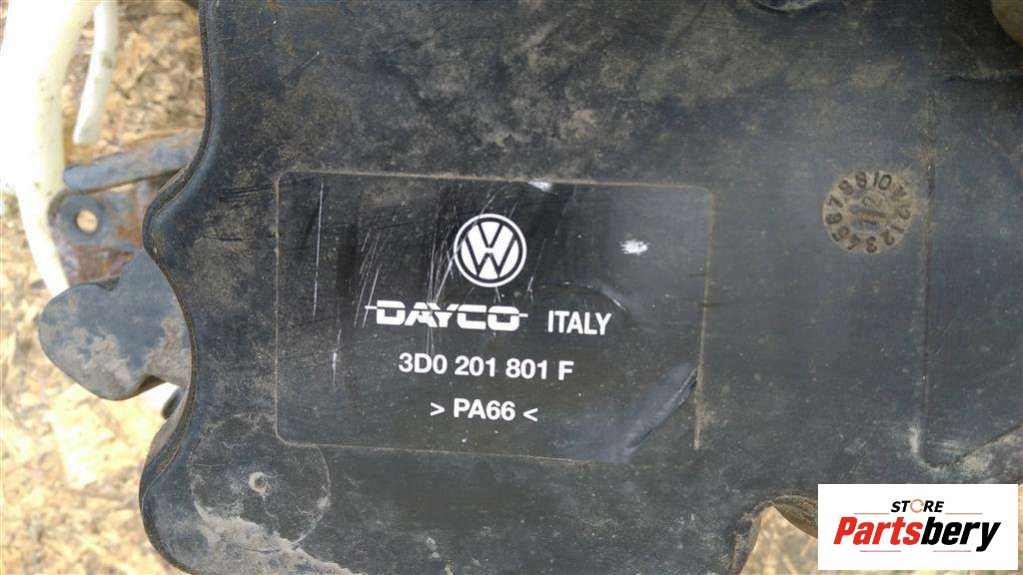 DAYCO ITALY
3D0 201 801 F
> PA66 <
STORE
Partsbery